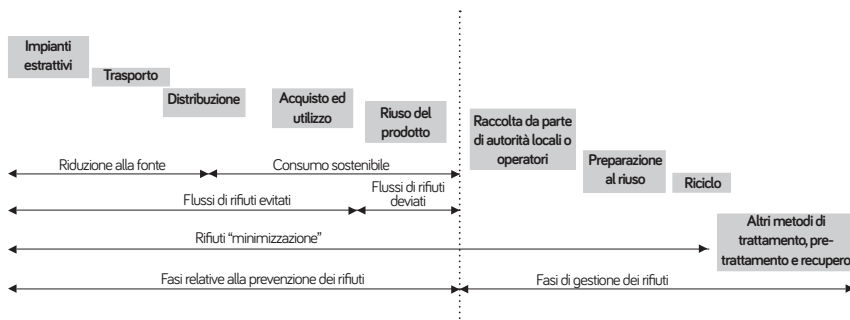 Impianti
estrattivi
Trasporto
Distribuzione
Acquisto ed
utilizzo
Riuso del
prodotto
Raccolta da parte
di autorità locali o
operatori
Preparazione
al riuso
Riciclo
Altri metodi di
trattamento, pre-
trattamento e recupero
Riduzione alla fonte
Consumo sostenibile
Flussi di rifiuti evitati
Flussi di rifiuti
deviati
Rifiuti “minimizzazione”
Fasi relative alla prevenzione dei rifiuti
Fasi di gestione dei rifiuti